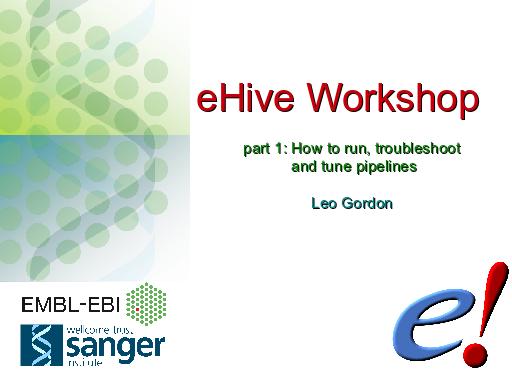 eHive Workshop
part 1: How to run, troubleshoot
and tune pipelines
Leo Gordon
EMBL-EBI
wellcome trust
sanger
institute
e!